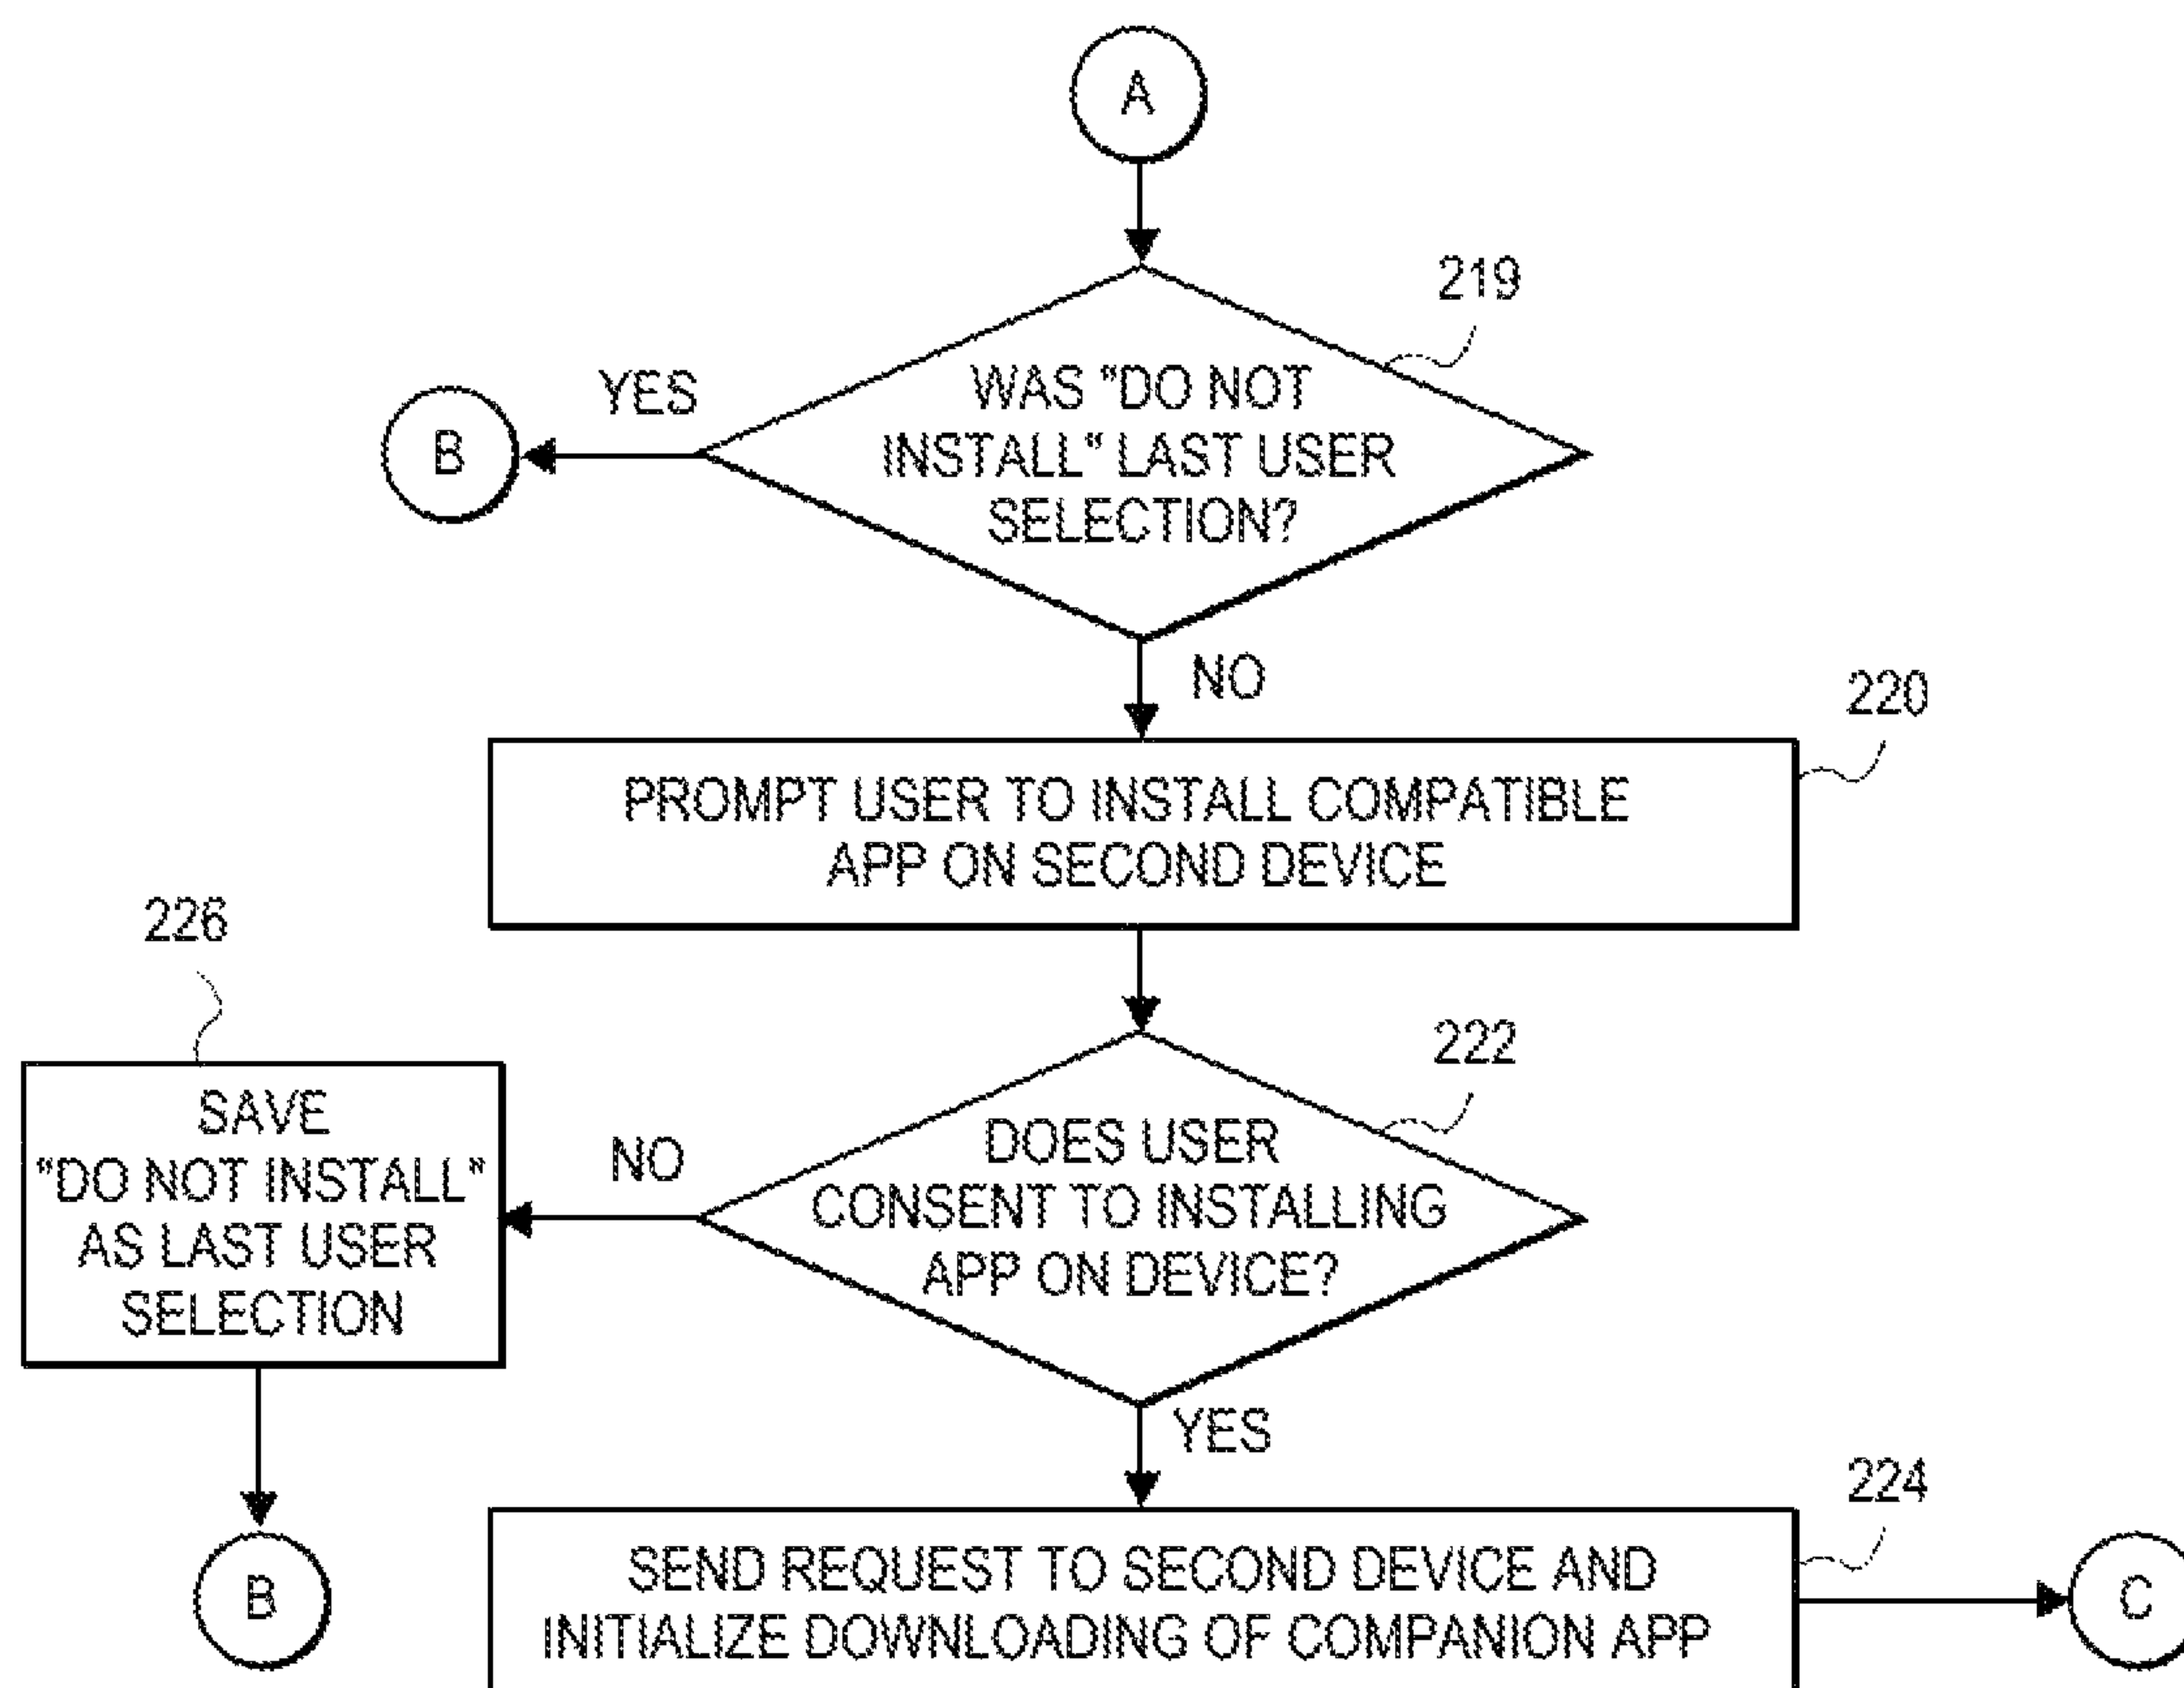 A
219
WAS "DO NOT
INSTALL" LAST USER
SELECTION?
YES
B
NO
220
PROMPT USER TO INSTALL COMPATIBLE
APP ON SECOND DEVICE
226
222
SAVE
"DO NOT INSTALL"
AS LAST USER
SELECTION
NO
DOES USER
CONSENT TO INSTALLING
APP ON DEVICE?
YES
224
B
SEND REQUEST TO SECOND DEVICE AND
INITIALIZE DOWNLOADING OF COMPANION APP
C